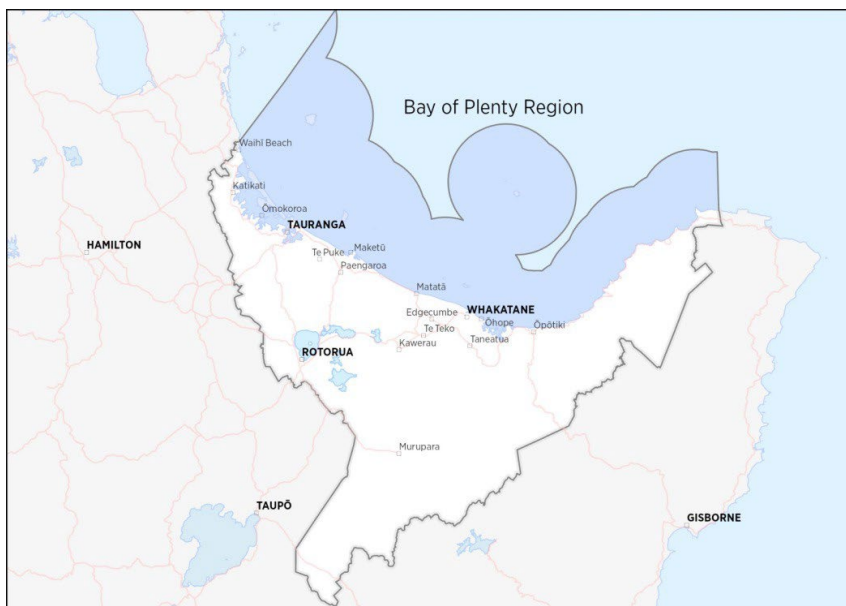 Bay of Plenty Region
Waihī Beach
Katikati
Ōmokoroa
TAURANGA
HAMILTON
Maketū
Te Puke
Paengaroa
Matatā
Edgecumbe
WHAKATANE
Ōhope
Te Teko
Ōpōtiki
Kawerau
Taneatua
ROTORUA
Murupara
TAUPŌ
GISBORNE